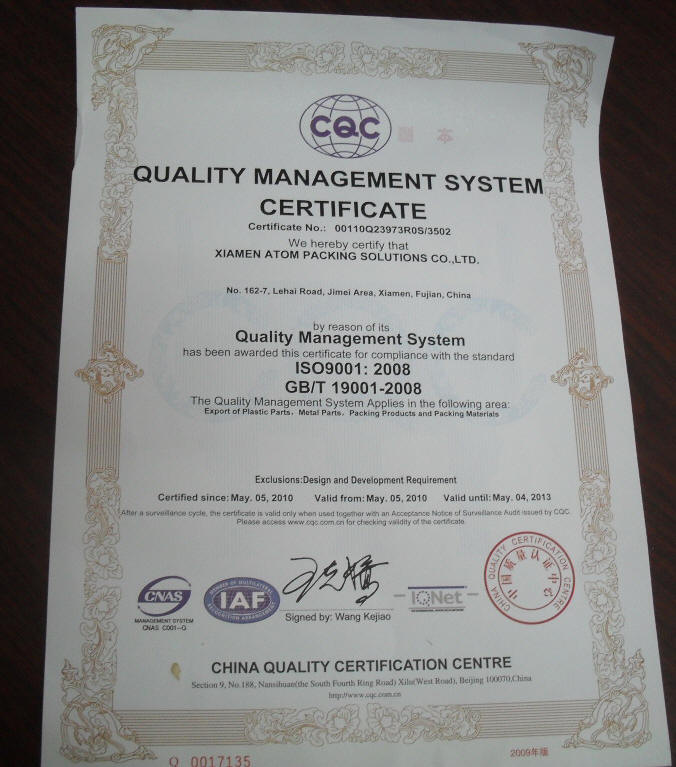 CQC
副 本
QUALITY MANAGEMENT SYSTEM
CERTIFICATE
Certificate No.: 00110Q23973R0S/3502
We hereby certify that
XIAMEN ATOM PACKING SOLUTIONS CO.,LTD.
No. 162-7, Lehai Road, Jimei Area, Xiamen, Fujian, China
by reason of its
Quality Management System
has been awarded this certificate for compliance with the standard
ISO9001: 2008
GB/T 19001-2008
The Quality Management System Applies in the following area:
Export of Plastic Parts、Metal Parts、Packing Products and Packing Materials
Exclusions:Design and Development Requirement
Certified since: May. 05, 2010 Valid from: May. 05, 2010 Valid until: May. 04, 2013
After a surveillance cycle, the certificate is valid only when used together with an Acceptance Notice of Surveillance Audit issued by CQC.
Please access www.cqc.com.cn for checking validity of the certificate.
CNAS
MANAGEMENT SYSTEM
CNAS C001-Q
MEMBER OF MULTILATERAL
IAF
RECOGNITION ARRANGEMENT
Signed by: Wang Kejiao
IQNet
CHINA QUALITY CERTIFICATION CENTRE
中国质量认证中心
CHINA QUALITY CERTIFICATION CENTRE
Section 9, No.188, Nansihuan(the South Fourth Ring Road) Xilu(West Road), Beijing 100070,China
http://www.cqc.com.cn
Q 0017135
2009年版